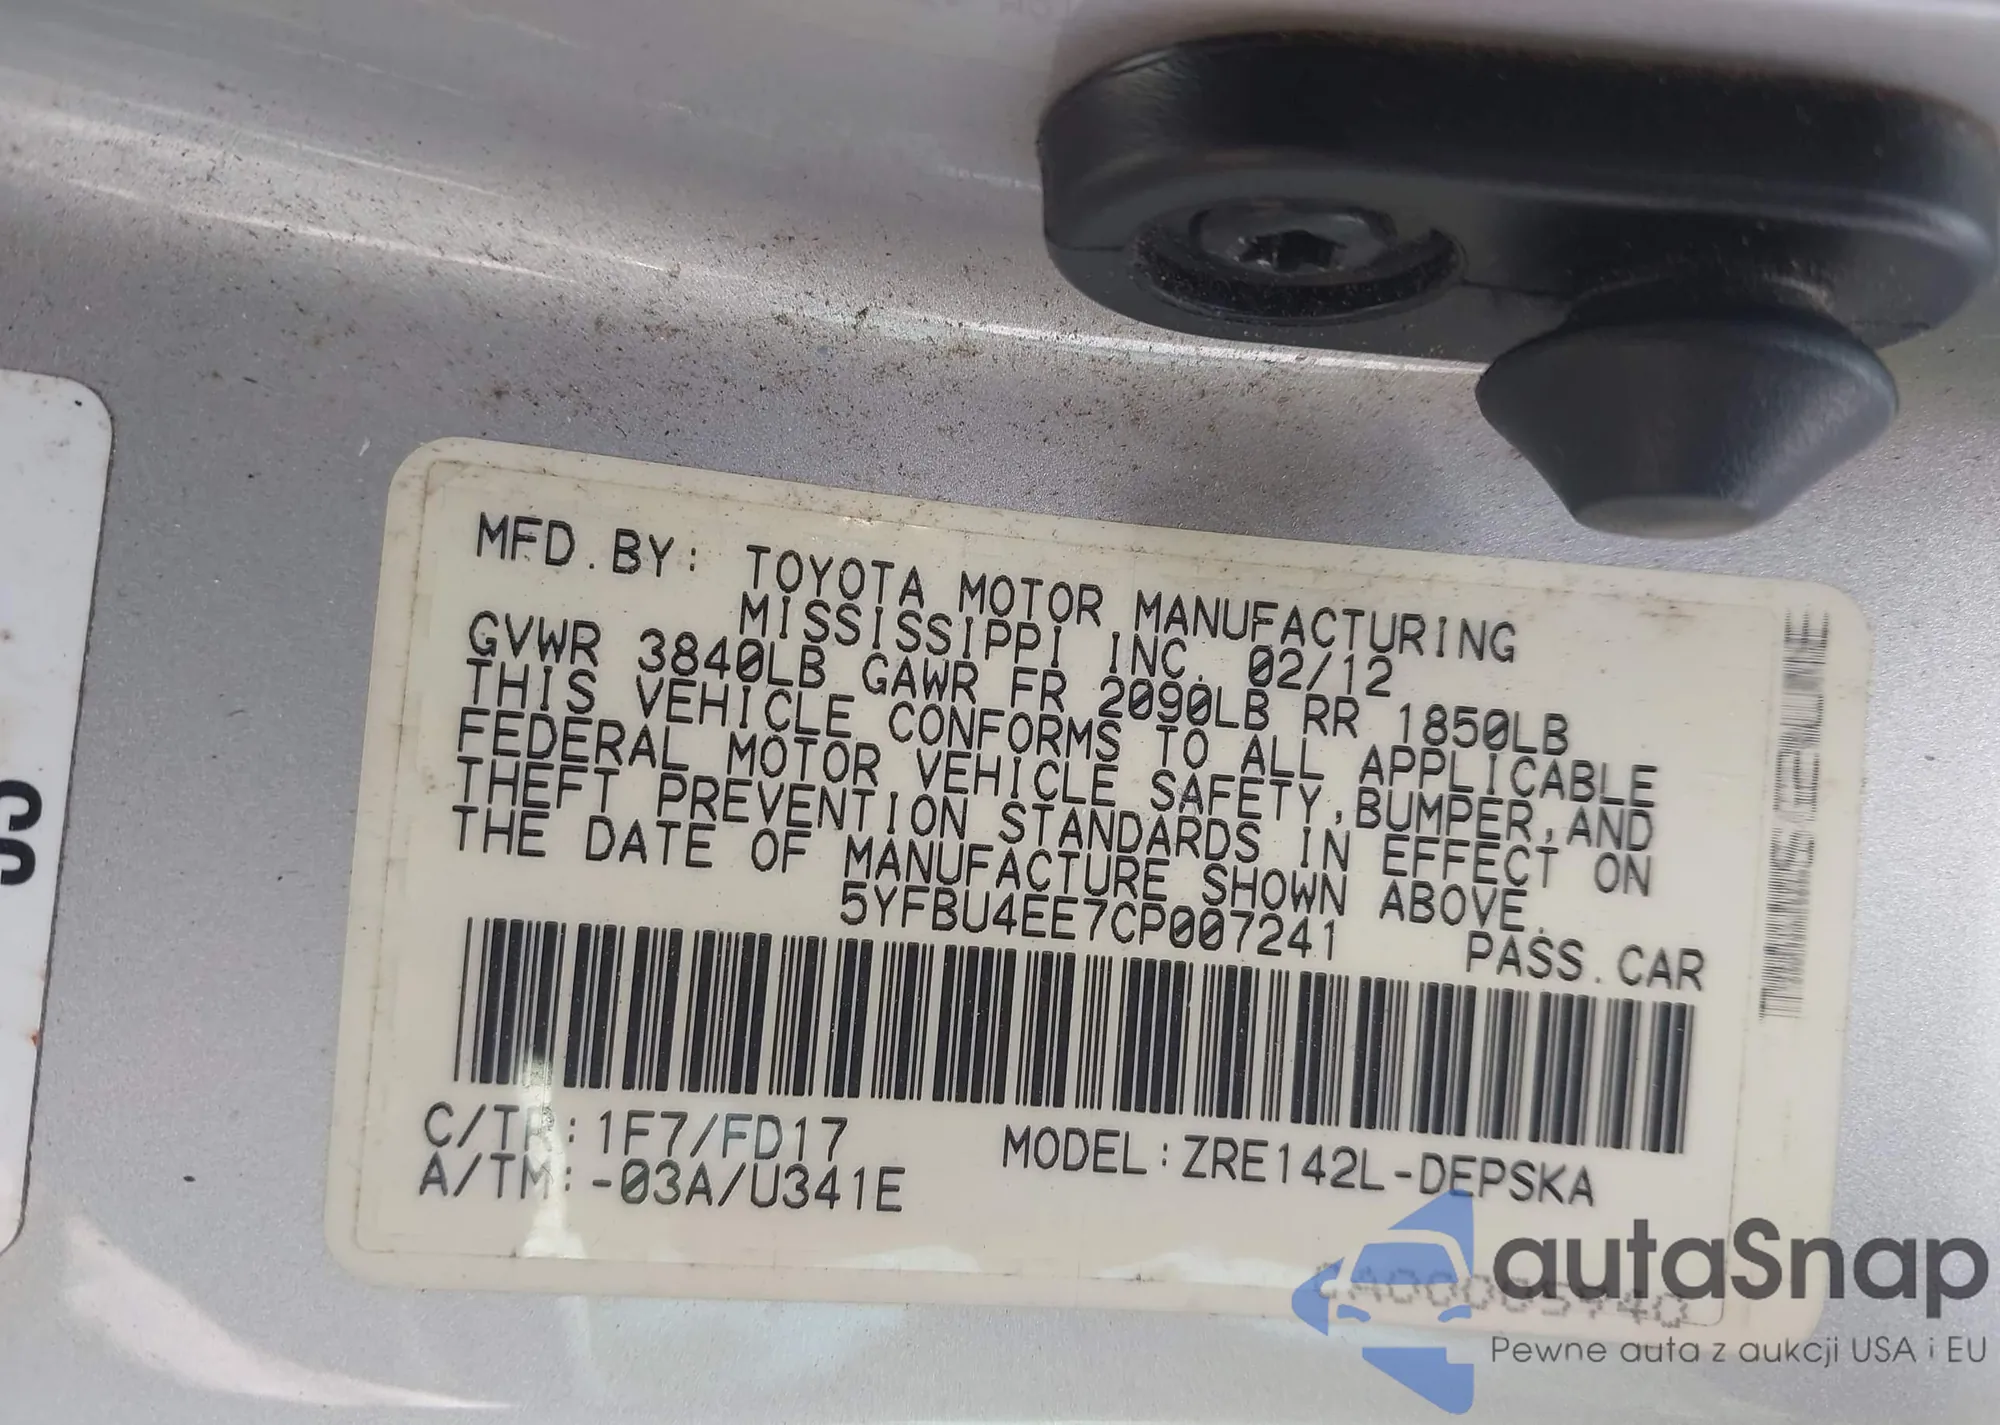 MFD.BY: TOYOTA MOTOR MANUFACTURING
MISSISSIPPI INC. 02/12
GVWR 3840LB GAWR FR 2090LB RR 1850LB
THIS VEHICLE CONFORMS TO ALL APPLICABLE
FEDERAL MOTOR VEHICLE SAFETY,BUMPER,AND
THEFT PREVENTION STANDARDS IN EFFECT ON
THE DATE OF MANUFACTURE SHOWN ABOVE.
5YFBU4EE7CP007241
PASS.CAR
C/TR:1F7/FD17
A/TM:-03A/U341E
MODEL:ZRE142L-DEPSKA
autaSnap
Pewne auta z aukcji USA i EU